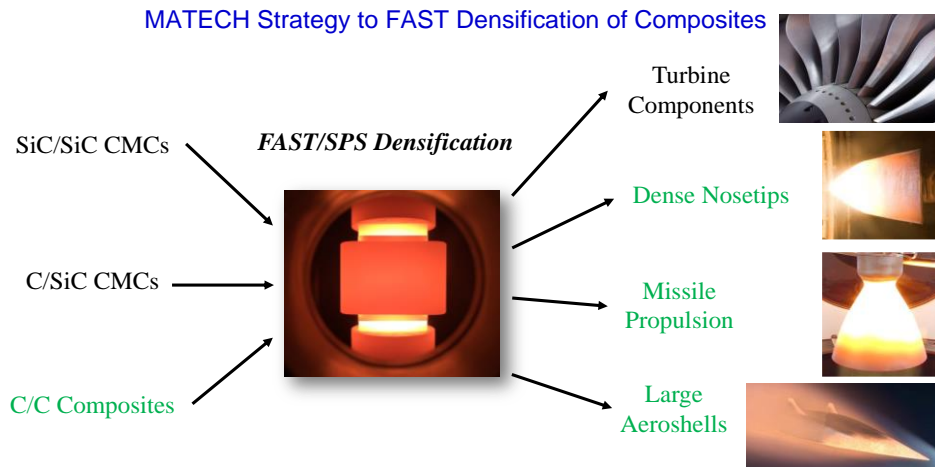 MATECH Strategy to FAST Densification of Composites
SiC/SiC CMCs
C/SiC CMCs
C/C Composites
FAST/SPS Densification
Turbine
Components
Dense Nosetips
Missile
Propulsion
Large
Aeroshells